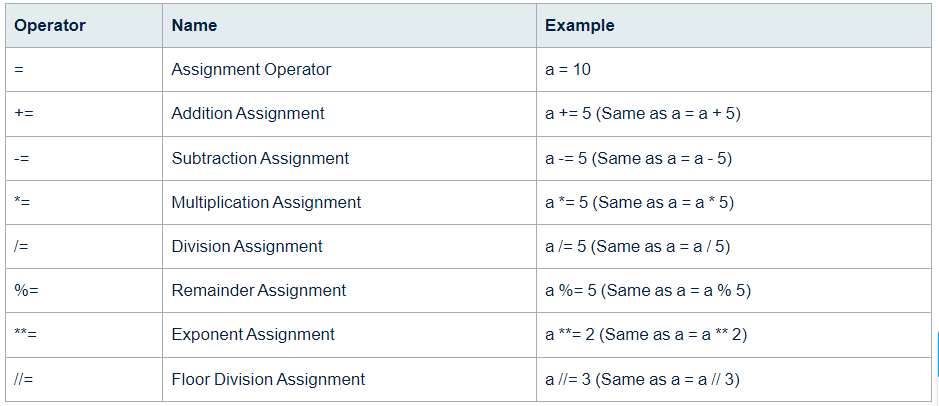 Operator Name Example
= Assignment Operator a = 10
+= Addition Assignment a += 5 (Same as a = a + 5)
-= Subtraction Assignment a -= 5 (Same as a = a - 5)
*= Multiplication Assignment a *= 5 (Same as a = a * 5)
/= Division Assignment a /= 5 (Same as a = a / 5)
%= Remainder Assignment a %= 5 (Same as a = a % 5)
**= Exponent Assignment a **= 2 (Same as a = a ** 2)
//= Floor Division Assignment a //= 3 (Same as a = a // 3)